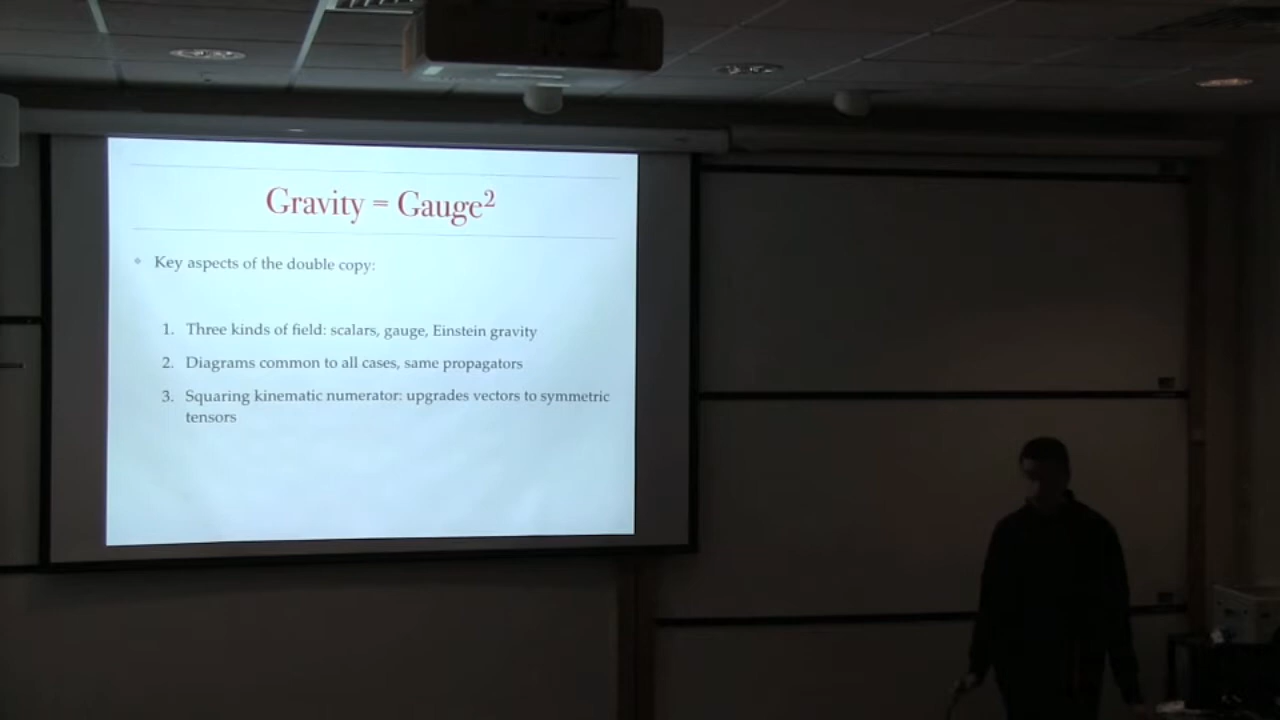 Gravity = Gauge²
Key aspects of the double copy:
1. Three kinds of field: scalars, gauge, Einstein gravity
2. Diagrams common to all cases, same propagators
3. Squaring kinematic numerator: upgrades vectors to symmetric
tensors